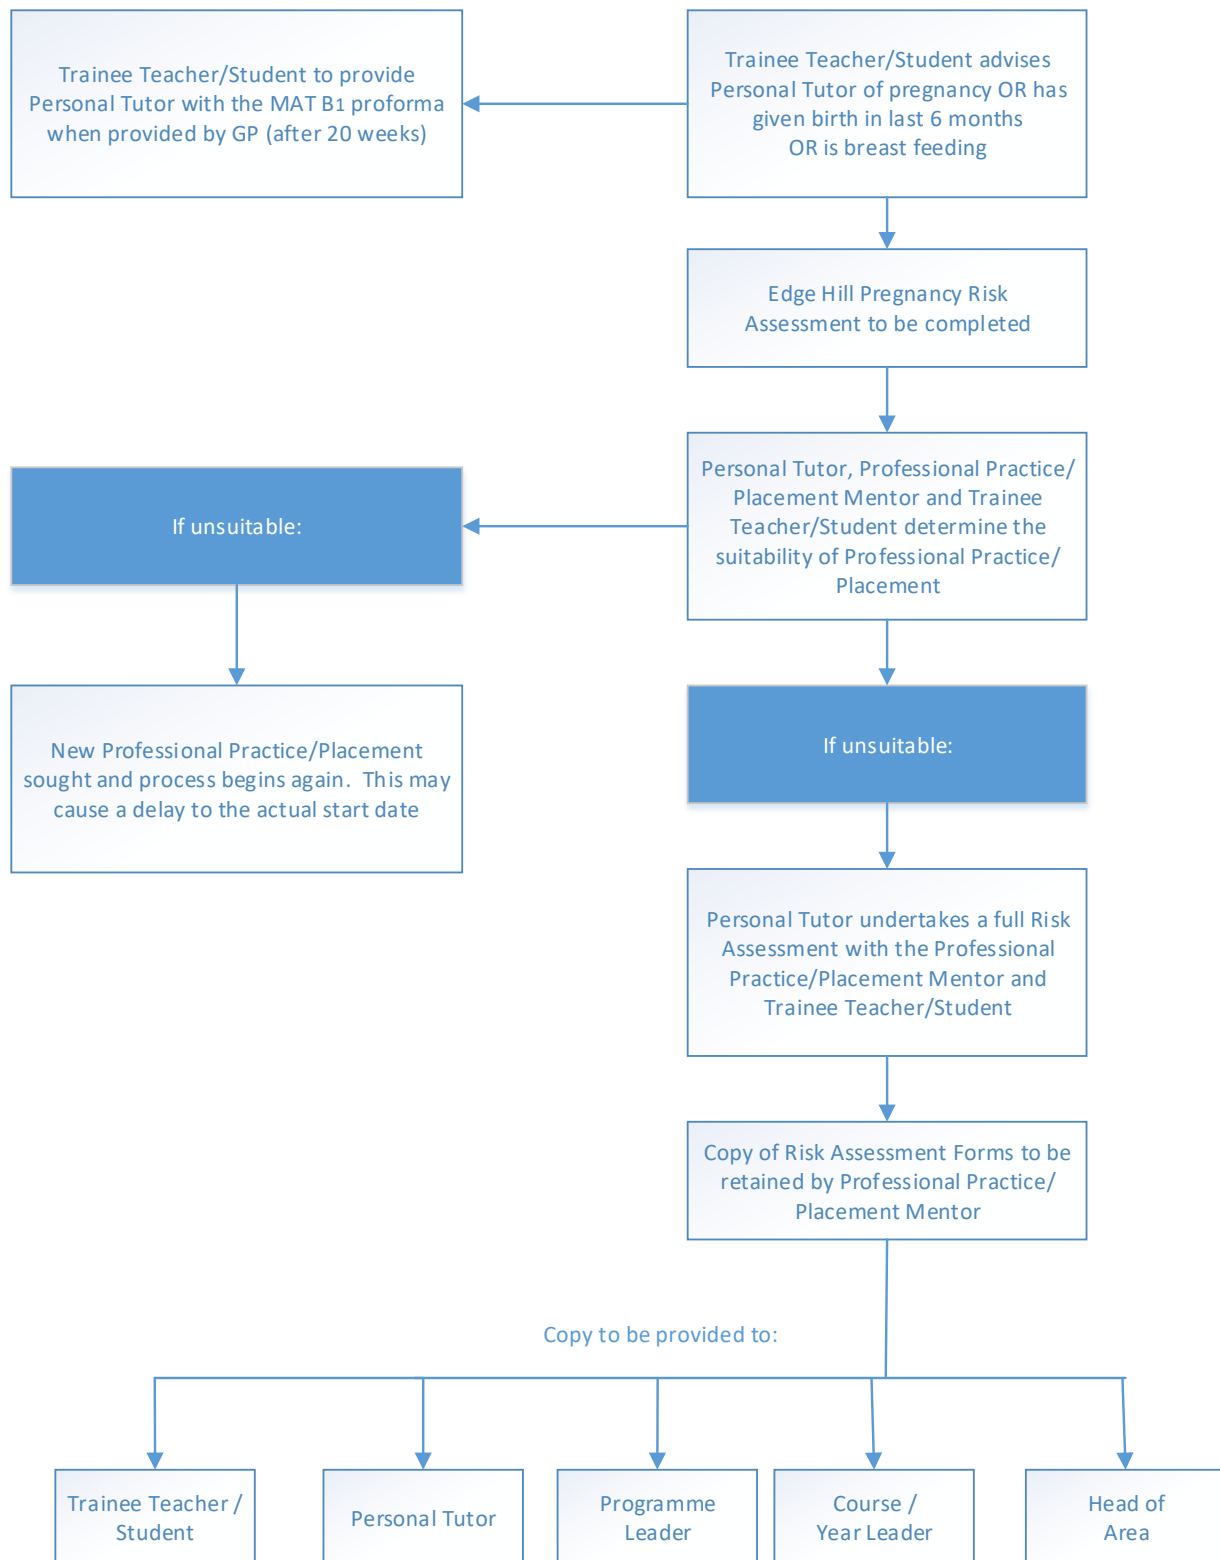 Trainee Teacher/Student to provide
Personal Tutor with the MAT B1 proforma
when provided by GP (after 20 weeks)
Trainee Teacher/Student advises
Personal Tutor of pregnancy OR has
given birth in last 6 months
OR is breast feeding
Edge Hill Pregnancy Risk
Assessment to be completed
Personal Tutor, Professional Practice/
Placement Mentor and Trainee
Teacher/Student determine the
suitability of Professional Practice/
Placement
If unsuitable:
New Professional Practice/Placement
sought and process begins again. This may
cause a delay to the actual start date
If unsuitable:
Personal Tutor undertakes a full Risk
Assessment with the Professional
Practice/Placement Mentor and
Trainee Teacher/Student
Copy of Risk Assessment Forms to be
retained by Professional Practice/
Placement Mentor
Copy to be provided to:
Trainee Teacher /
Student
Personal Tutor
Programme
Leader
Course /
Year Leader
Head of
Area